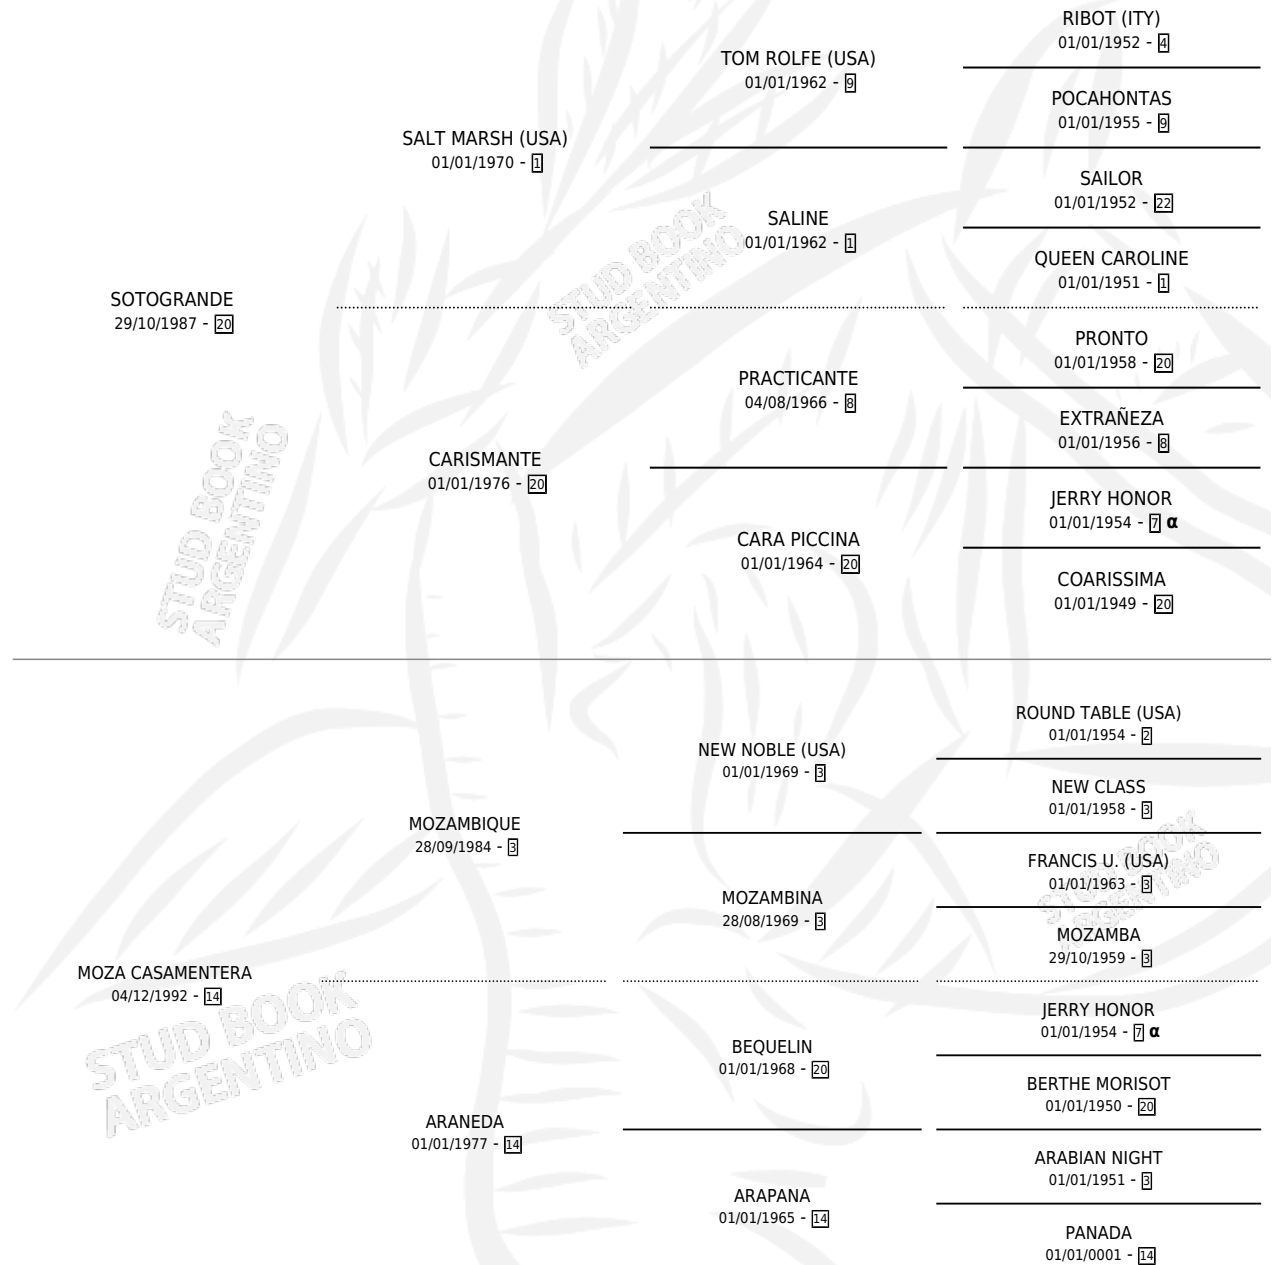 RIBOT (ITY)
01/01/1952 - 4
TOM ROLFE (USA)
01/01/1962 - 9
POCAHONTAS
01/01/1955 - 9
SALT MARSH (USA)
01/01/1970 - 1
SAILOR
01/01/1952 - 22
SALINE
01/01/1962 - 1
QUEEN CAROLINE
01/01/1951 - 1
SOTOGRANDE
29/10/1987 - 20
PRONTO
01/01/1958 - 20
PRACTICANTE
04/08/1966 - 8
EXTRAÑEZA
01/01/1956 - 8
CARISMANTE
01/01/1976 - 20
JERRY HONOR
01/01/1954 - 7 α
CARA PICCINA
01/01/1964 - 20
COARISSIMA
01/01/1949 - 20
ROUND TABLE (USA)
01/01/1954 - 2
NEW NOBLE (USA)
01/01/1969 - 3
NEW CLASS
01/01/1958 - 3
MOZAMBIQUE
28/09/1984 - 3
FRANCIS U. (USA)
01/01/1963 - 3
MOZAMBINA
28/08/1969 - 3
MOZAMBA
29/10/1959 - 3
MOZA CASAMENTERA
04/12/1992 - 14
JERRY HONOR
01/01/1954 - 7 α
BEQUELIN
01/01/1968 - 20
BERTHE MORISOT
01/01/1950 - 20
ARANEDA
01/01/1977 - 14
ARABIAN NIGHT
01/01/1951 - 3
ARAPANA
01/01/1965 - 14
PANADA
01/01/0001 - 14
STUD BOOK
ARGENTINO
STUD BOOK
ARGENTINO
STUD BOOK
ARGENTINO
STUD BOOK
ARGENTINO